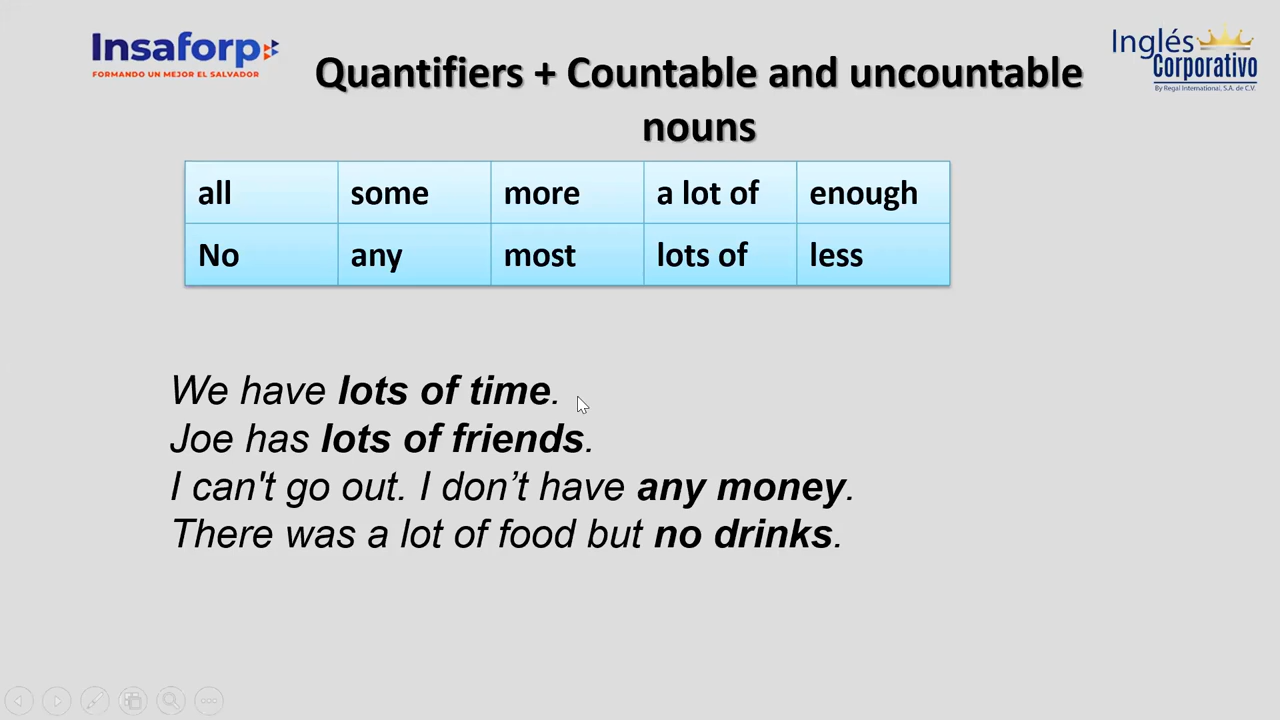 Insaforp
FORMANDO UN MEJOR EL SALVADOR
Inglés
Corporativo
By Regal International, S.A. de C.V.
Quantifiers + Countable and uncountable
nouns
all some more a lot of enough
No any most lots of less
We have lots of time.
Joe has lots of friends.
I can't go out. I don’t have any money.
There was a lot of food but no drinks.